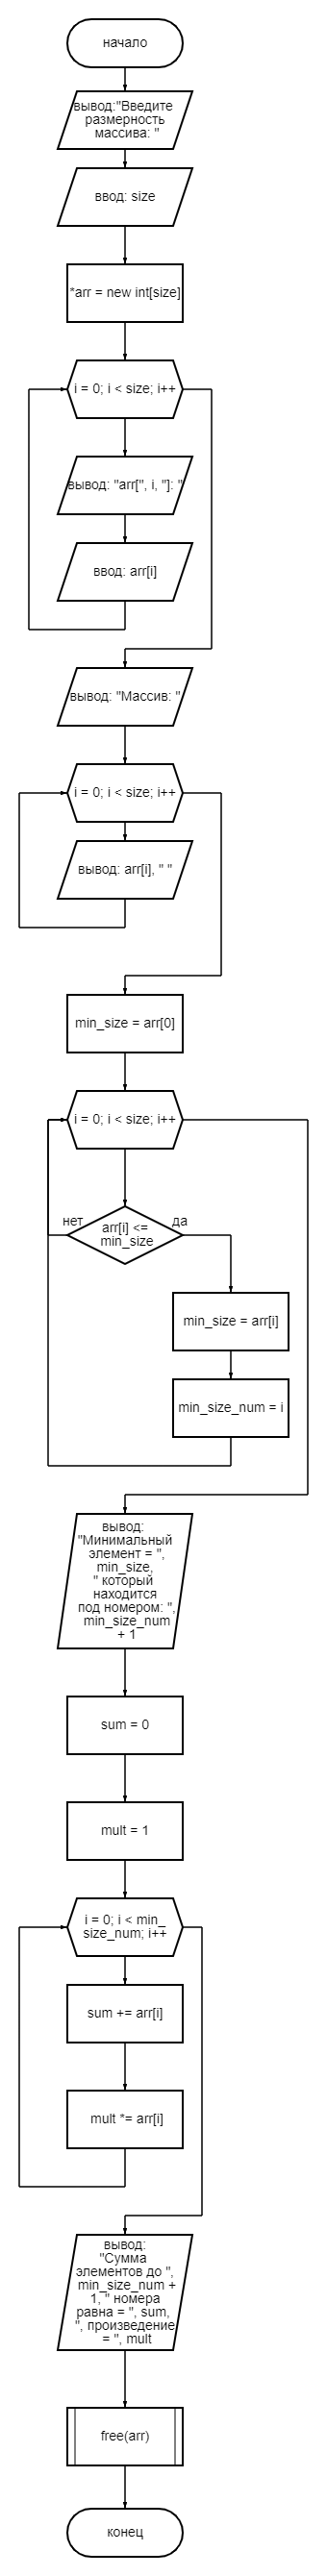 начало
вывод:"Введите
размерность
массива: "
ввод: size
*arr = new int[size]
i = 0; i < size; i++
вывод: "arr[", i, "]: "
ввод: arr[i]
вывод: "Массив: "
i = 0; i < size; i++
вывод: arr[i], " "
min_size = arr[0]
i = 0; i < size; i++
нет
да
arr[i] <=
min_size
min_size = arr[i]
min_size_num = i
вывод:
"Минимальный
элемент = ",
min_size,
" который
находится
под номером: ",
min_size_num
+ 1
sum = 0
mult = 1
i = 0; i < min_
size_num; i++
sum += arr[i]
mult *= arr[i]
вывод:
"Сумма
элементов до ",
min_size_num +
1, " номера
равна = ", sum,
", произведение
= ", mult
free(arr)
конец